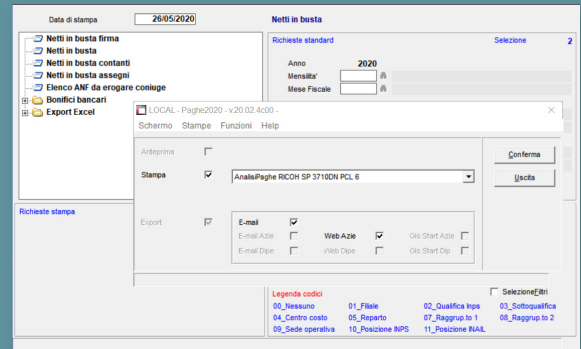 Data di stampa 26/05/2020 Netti in busta
Netti in busta firma
Netti in busta
Netti in busta contanti
Netti in busta assegni
Elenco ANF da erogare coniuge
Bonifici bancari
Export Excel
Richieste standard Selezione 2
Anno 2020
Mensilita'
Mese Fiscale
LOCAL - Paghe2020 - v.20.02.4c00 -
Schermo Stampe Funzioni Help
Anteprima
Conferma
Stampa AnalisiPaghe RICOH SP 3710DN PCL 6
Uscita
Export E-mail
E-mail Azie Web Azie Gis Start Azie
E-mail Dipe Web Dipe Gis Start Dip
Richieste stampa
Legenda codici SelezioneFiltri
00_Nessuno 01_Filiale 02_Qualifica Inps 03_Sottoqualifica
04_Centro costo 05_Reparto 07_Raggrup.to 1 08_Raggrup.to 2
09_Sede operativa 10_Posizione INPS 11_Posizione INAIL